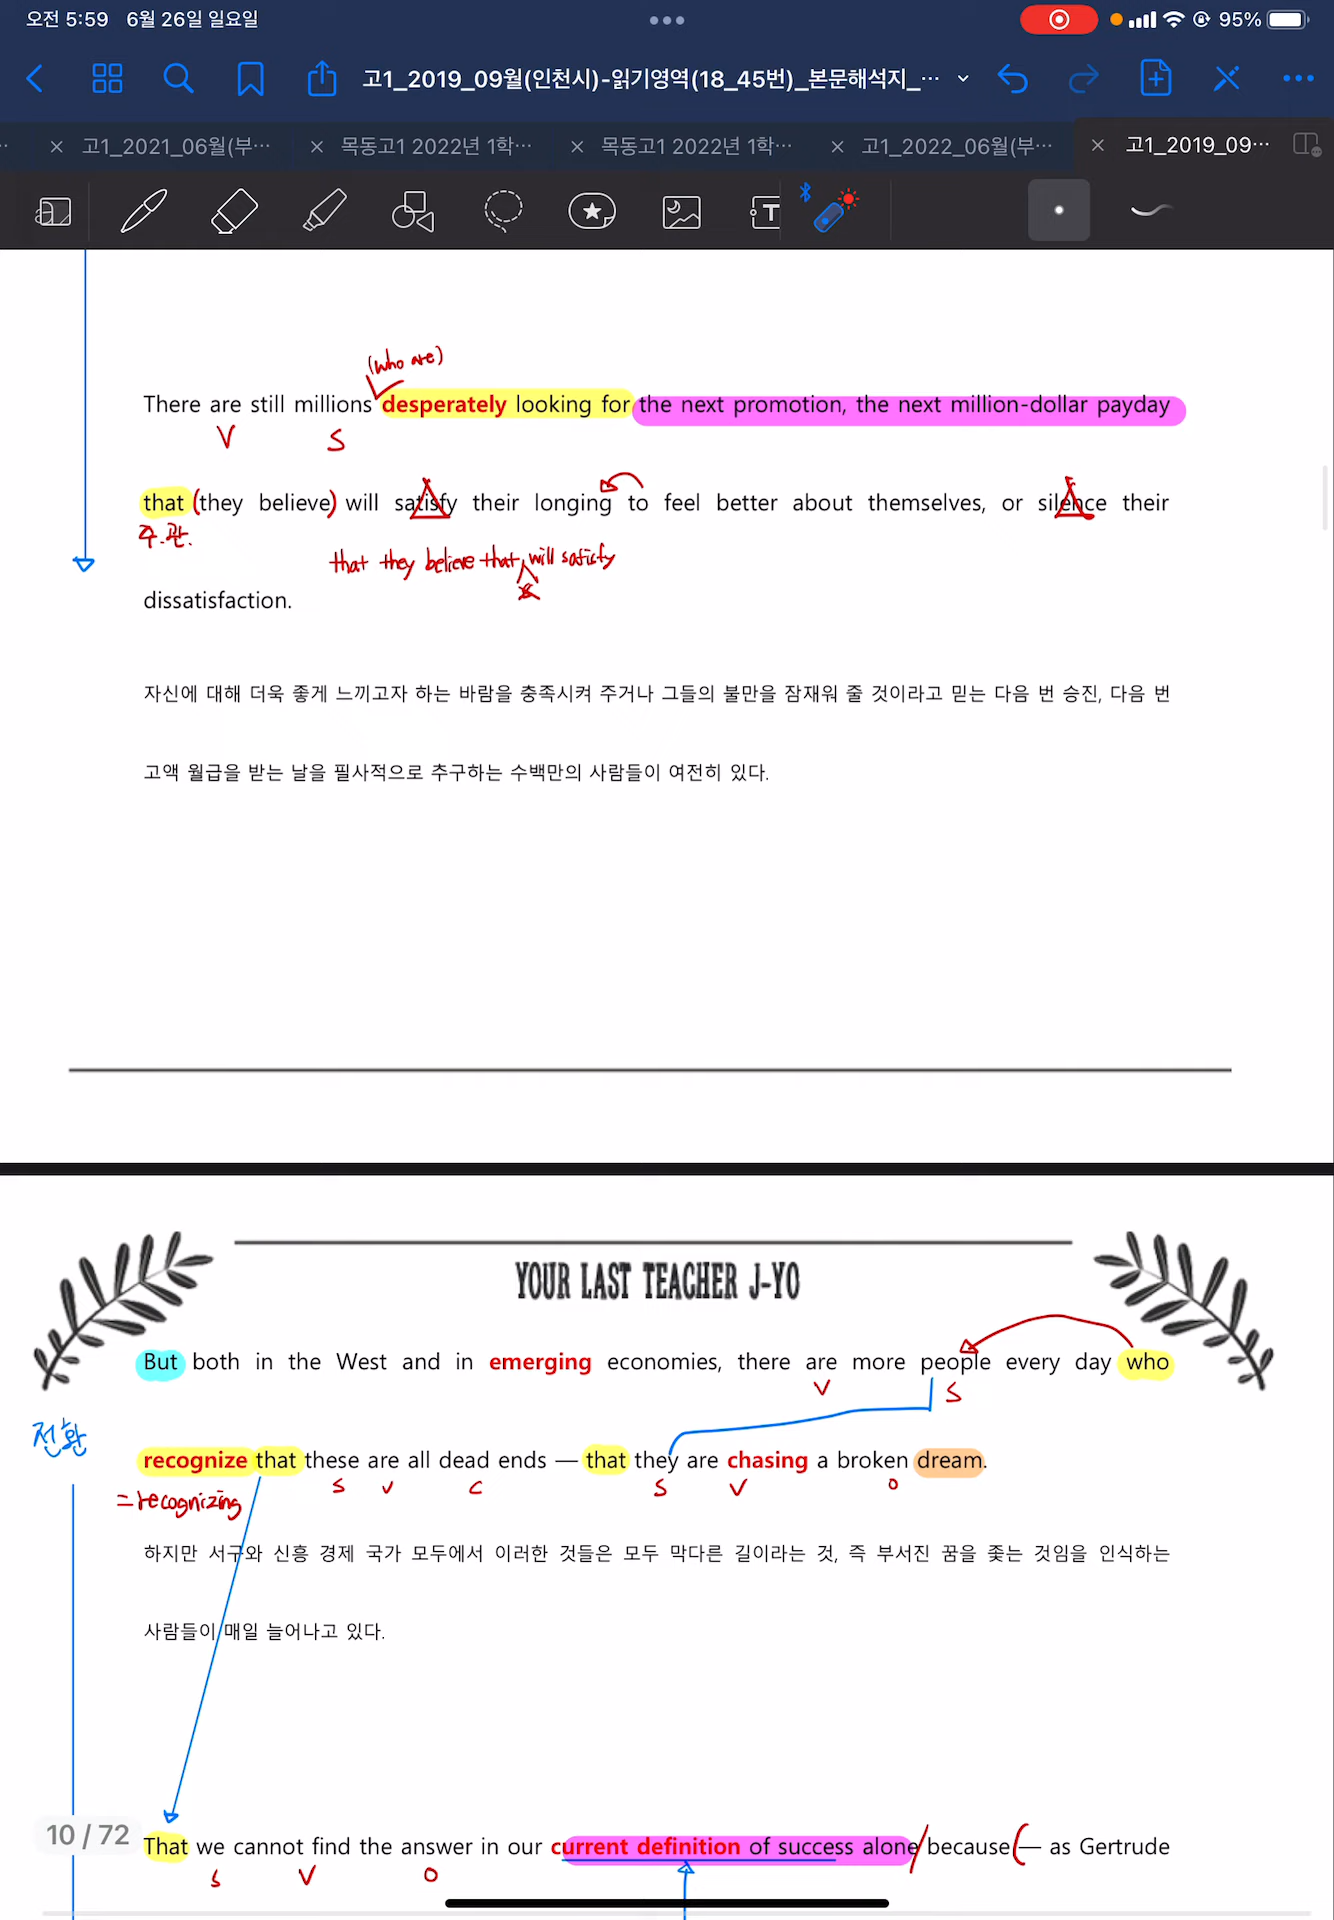 오전 5:59 6월 26일 일요일
95%
고1_2019_09월(인천시)-읽기영역(18_45번)_본문해석지_…
고1_2021_06월(부…
목동고1 2022년 1학…
목동고1 2022년 1학…
고1_2022_06월(부…
고1_2019_09…
(who are)
There are still millions desperately looking for the next promotion, the next million-dollar payday
V S
that (they believe) will satisfy their longing to feel better about themselves, or silence their
주.관.
that they believe that will satisfy
dissatisfaction.
자신에 대해 더욱 좋게 느끼고자 하는 바람을 충족시켜 주거나 그들의 불만을 잠재워 줄 것이라고 믿는 다음 번 승진, 다음 번
고액 월급을 받는 날을 필사적으로 추구하는 수백만의 사람들이 여전히 있다.
YOUR LAST TEACHER J-YO
But both in the West and in emerging economies, there are more people every day who
V S
전환
recognize that these are all dead ends — that they are chasing a broken dream.
S V C S V O
= recognizing
하지만 서구와 신흥 경제 국가 모두에서 이러한 것들은 모두 막다른 길이라는 것, 즉 부서진 꿈을 좇는 것임을 인식하는
사람들이 매일 늘어나고 있다.
10 / 72
That we cannot find the answer in our current definition of success alone / because (— as Gertrude
S V O